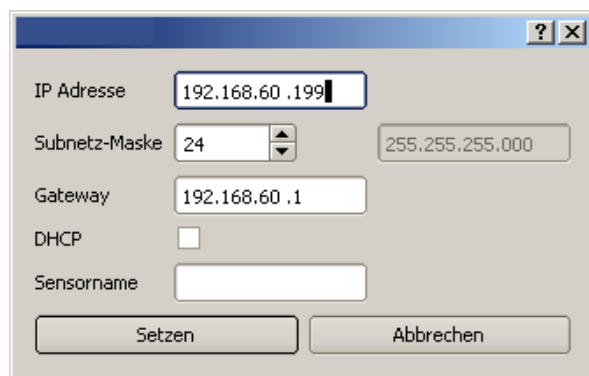 IP Adresse 192.168.60 .199
Subnetz-Maske 24 255.255.255.000
Gateway 192.168.60 .1
DHCP
Sensorname
Setzen Abbrechen